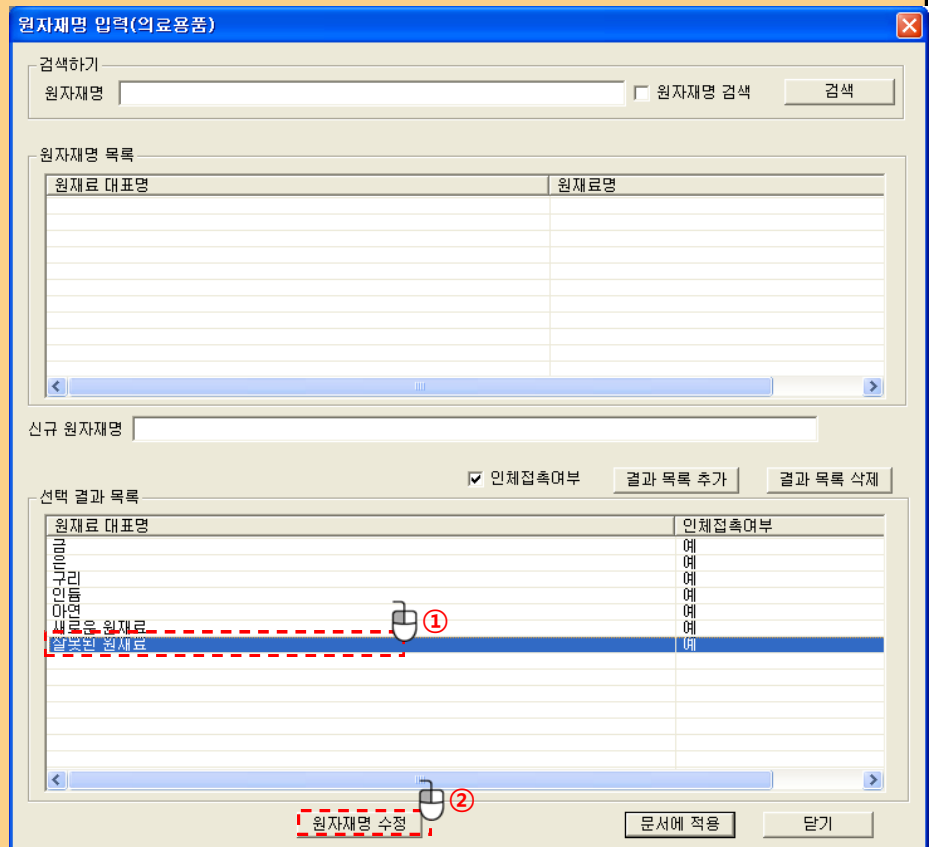 원자재명 입력(의료용품)
검색하기
원자재명 원자재명 검색 검색
원자재명 목록
원재료 대표명 원재료명
신규 원자재명
인체접촉여부 결과 목록 추가 결과 목록 삭제
선택 결과 목록
원재료 대표명 인체접촉여부
금 예
은 예
구리 예
인듐 예
아연 예
새로운 원재료 예
①
잘못된 원재료 예
②
원자재명 수정 문서에 적용 닫기